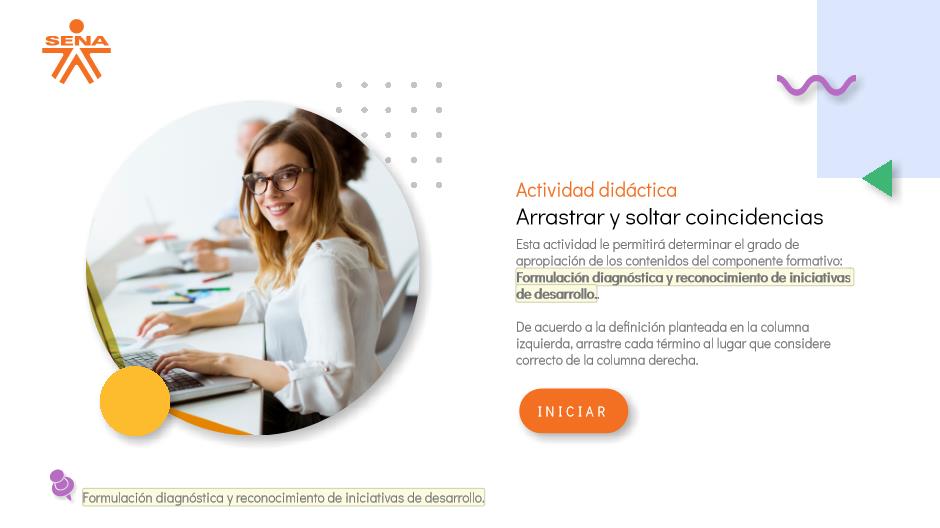 SENA
Actividad didáctica
Arrastrar y soltar coincidencias
Esta actividad le permitirá determinar el grado de
apropiación de los contenidos del componente formativo:
Formulación diagnóstica y reconocimiento de iniciativas
de desarrollo..
De acuerdo a la definición planteada en la columna
izquierda, arrastre cada término al lugar que considere
correcto de la columna derecha.
INICIAR
Formulación diagnóstica y reconocimiento de iniciativas de desarrollo.